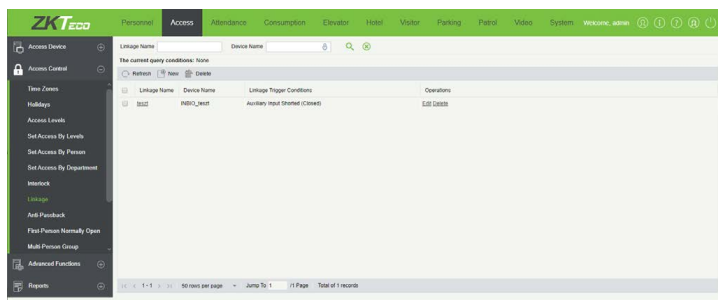 ZKTECO Personnel Access Attendance Consumption Elevator Hotel Visitor Parking Patrol Video System Welcome, admin
Access Device
Linkage Name Device Name
Access Control
The current query conditions: None
Refresh New Delete
Time Zones
Linkage Name Device Name Linkage Trigger Conditions Operations
Holidays
teszt INBIO_teszt Auxiliary Input Shorted (Closed) Edit Delete
Access Levels
Set Access By Levels
Set Access By Person
Set Access By Department
Interlock
Linkage
Anti-Passback
First-Person Normally Open
Multi-Person Group
Advanced Functions
Reports
1-1 50 rows per page Jump To 1 /1 Page Total of 1 records